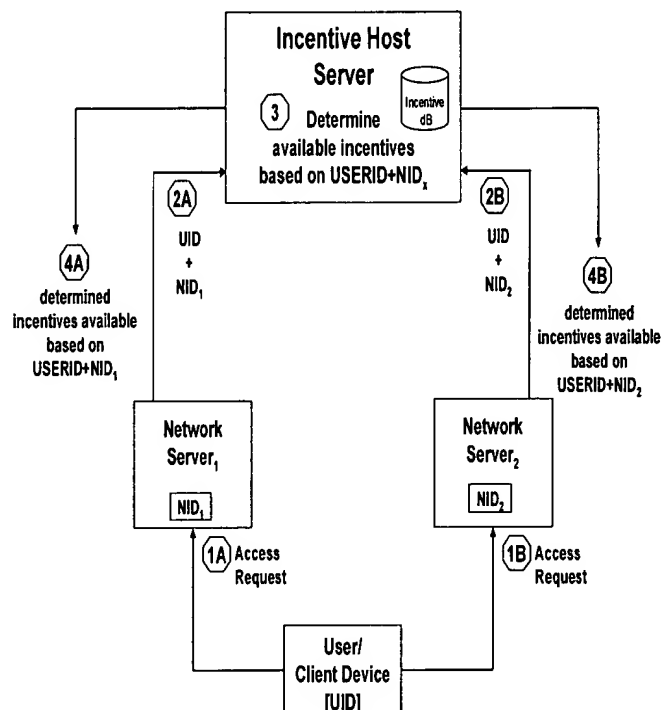 Incentive Host
Server
Incentive
dB
3
Determine
available incentives
based on USERID+NIDₓ
2A
UID
+
NID₁
2B
UID
+
NID₂
4A
determined
incentives available
based on
USERID+NID₁
4B
determined
incentives available
based on
USERID+NID₂
Network
Server₁
NID₁
Network
Server₂
NID₂
1A
Access
Request
1B
Access
Request
User/
Client Device
[UID]